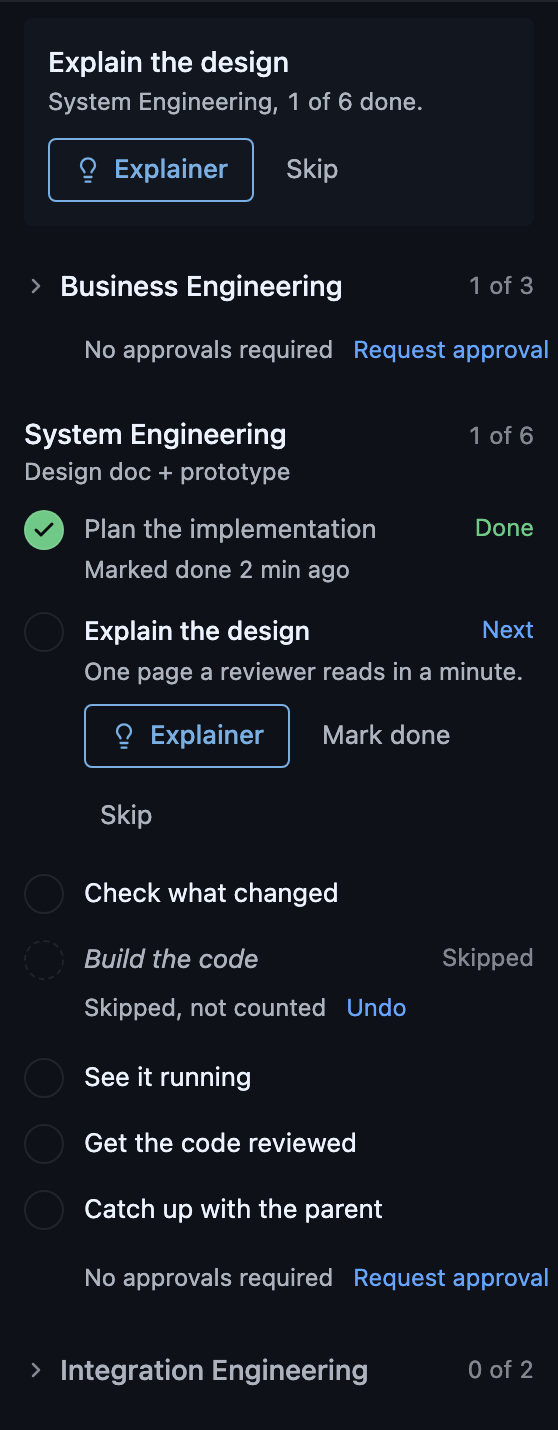 Explain the design
System Engineering, 1 of 6 done.
Explainer Skip
Business Engineering 1 of 3
No approvals required Request approval
System Engineering 1 of 6
Design doc + prototype
Plan the implementation Done
Marked done 2 min ago
Explain the design Next
One page a reviewer reads in a minute.
Explainer Mark done
Skip
Check what changed
Build the code Skipped
Skipped, not counted Undo
See it running
Get the code reviewed
Catch up with the parent
No approvals required Request approval
Integration Engineering 0 of 2